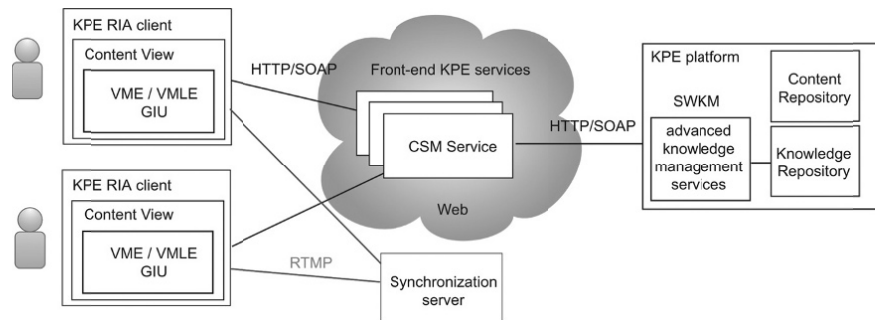 KPE RIA client
Content View
VME / VMLE
GIU
HTTP/SOAP
Front-end KPE services
CSM Service
Web
HTTP/SOAP
KPE platform
SWKM
advanced
knowledge
management
services
Content
Repository
Knowledge
Repository
KPE RIA client
Content View
VME / VMLE
GIU
RTMP
Synchronization
server